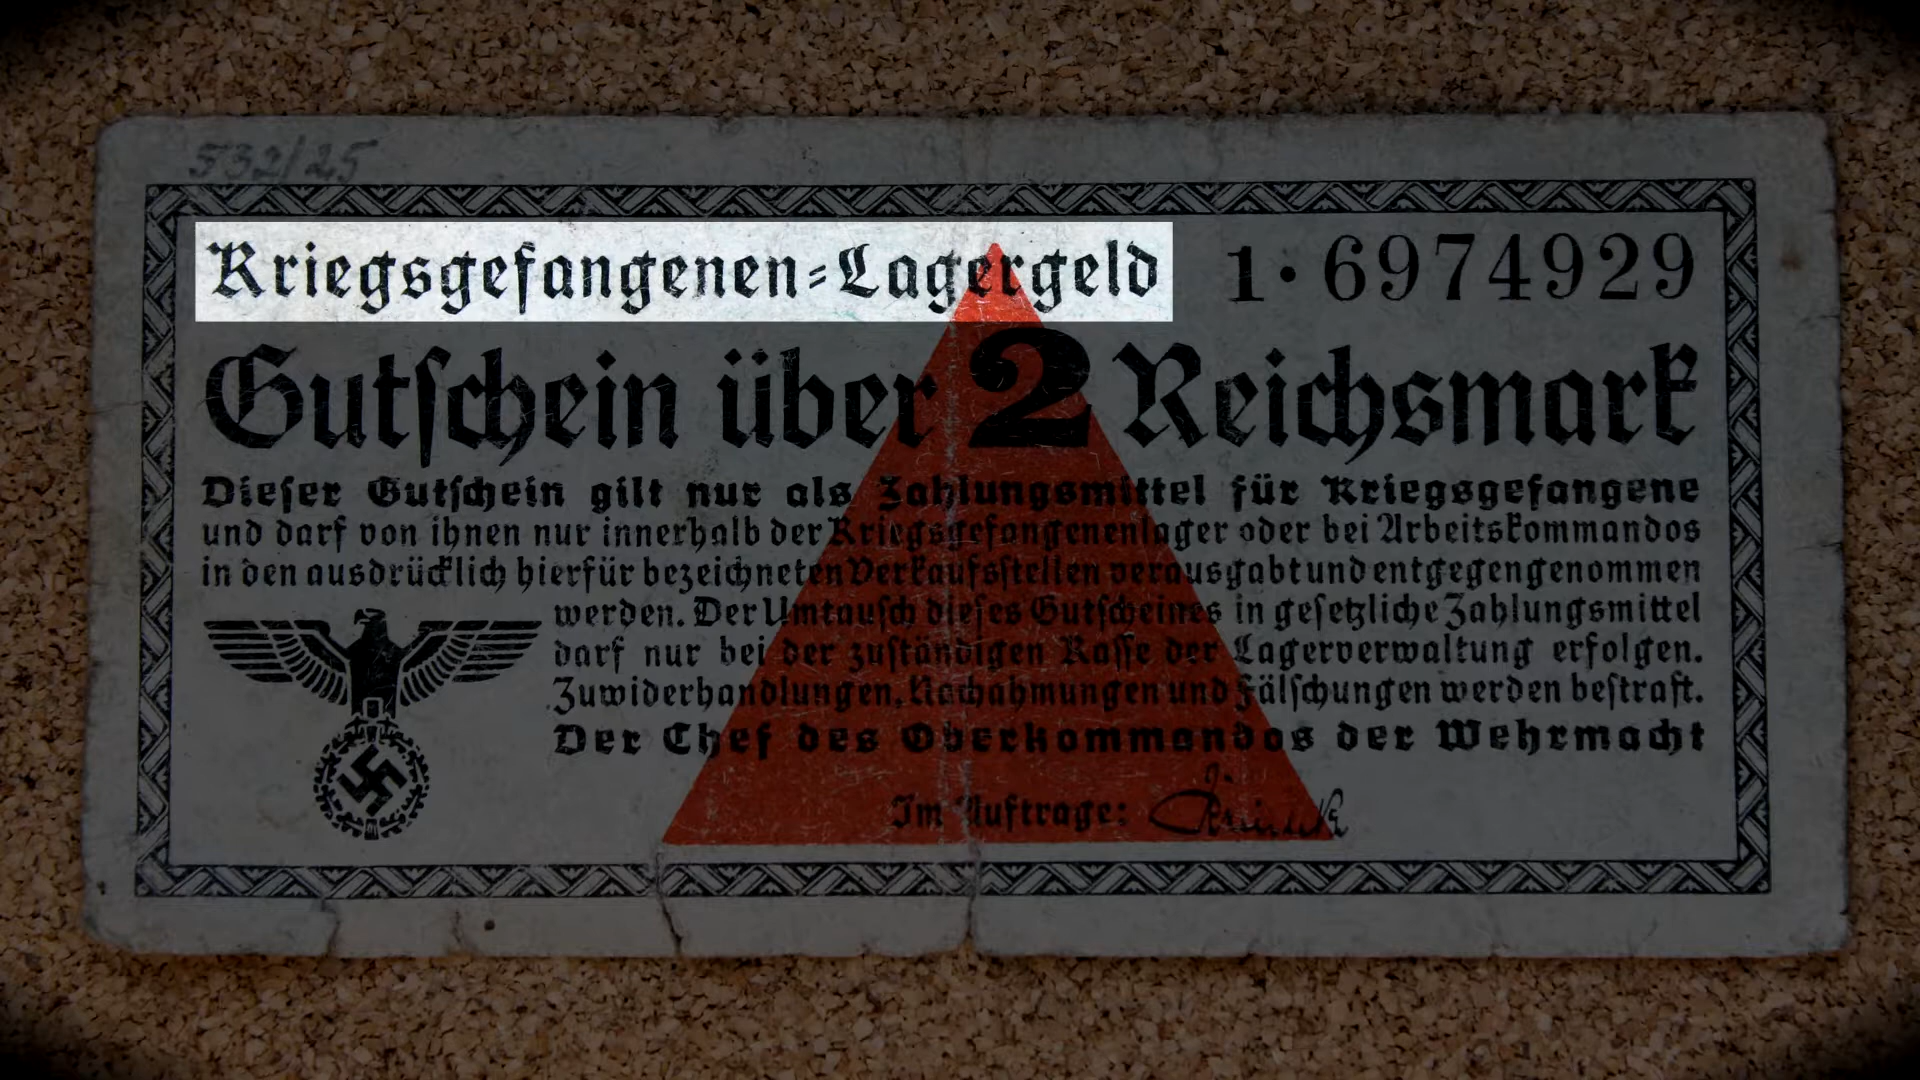 532/25
Kriegsgefangenen-Lagergeld 1·6974929
Gutschein über 2 Reichsmark
Dieser Gutschein gilt nur als Zahlungsmittel für Kriegsgefangene
und darf von ihnen nur innerhalb der Kriegsgefangenenlager oder bei Arbeitskommandos
in den ausdrücklich hierfür bezeichneten Verkaufsstellen verausgabt und entgegengenommen
werden. Der Umtausch dieses Gutscheines in gesetzliche Zahlungsmittel
darf nur bei der zuständigen Kasse der Lagerverwaltung erfolgen.
Zuwiderhandlungen, Nachahmungen und Fälschungen werden bestraft.
Der Chef des Oberkommandos der Wehrmacht
Im Auftrage: